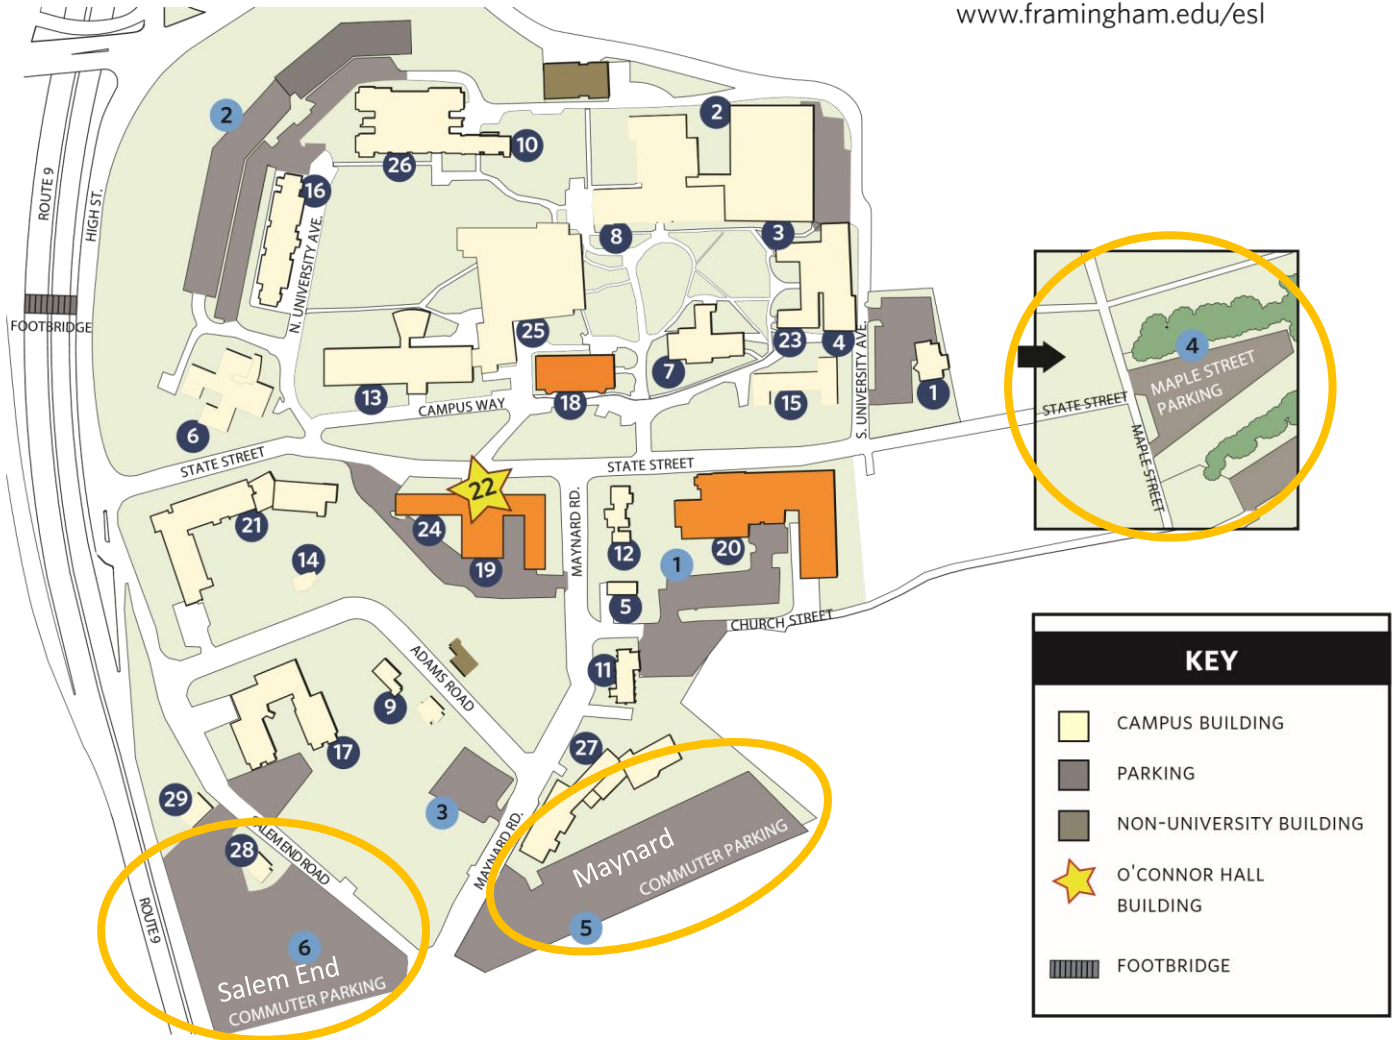 www.framingham.edu/esl
2
2
10
26
16
ROUTE 9
HIGH ST.
N. UNIVERSITY AVE.
8
3
FOOTBRIDGE
25
23
4
S. UNIVERSITY AVE.
7
4
MAPLE STREET
PARKING
13
18
15
1
CAMPUS WAY
STATE STREET
6
STATE STREET
STATE STREET
MAPLE STREET
22
21
24
MAYNARD RD.
12
20
1
14
19
5
CHURCH STREET
ADAMS ROAD
11
9
17
27
29
3
SALEM END ROAD
28
MAYNARD RD.
Maynard
COMMUTER PARKING
5
ROUTE 9
6
Salem End
COMMUTER PARKING
KEY
CAMPUS BUILDING
PARKING
NON-UNIVERSITY BUILDING
O'CONNOR HALL
BUILDING
FOOTBRIDGE